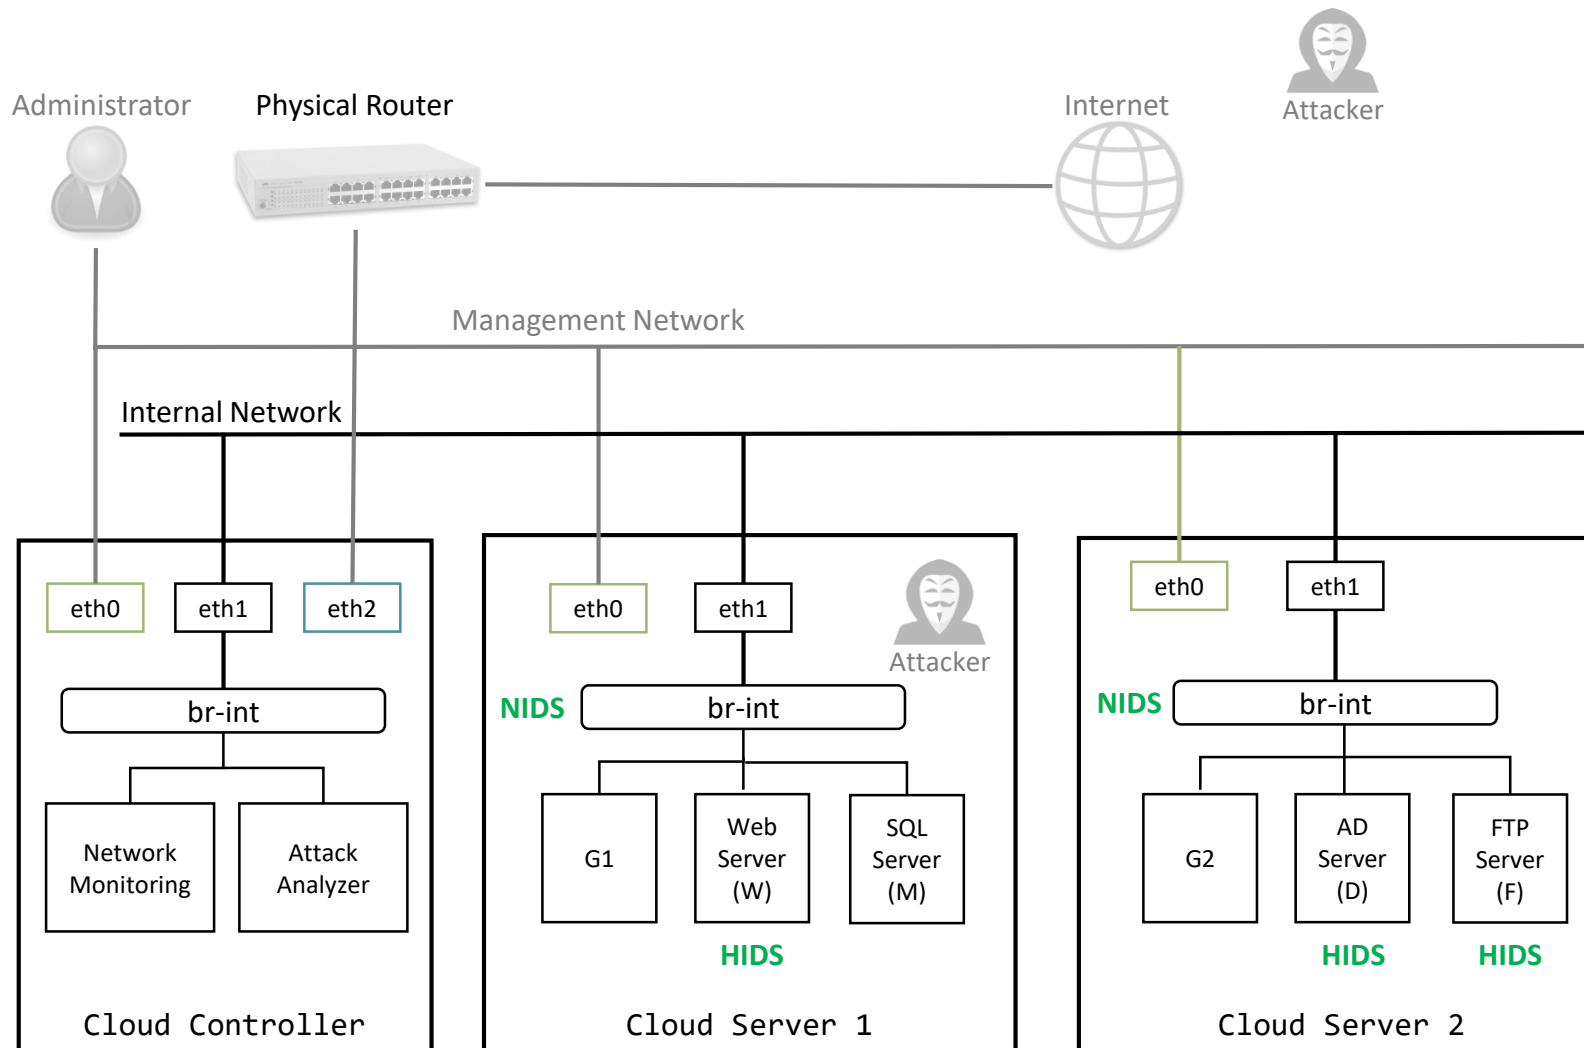 Attacker
Administrator
Physical Router
Internet
Management Network
Internal Network
eth0
eth1
eth2
eth0
eth1
eth0
eth1
Attacker
br-int
NIDS
br-int
NIDS
br-int
Network
Monitoring
Attack
Analyzer
G1
Web
Server
(W)
SQL
Server
(M)
G2
AD
Server
(D)
FTP
Server
(F)
HIDS
HIDS
HIDS
Cloud Controller
Cloud Server 1
Cloud Server 2